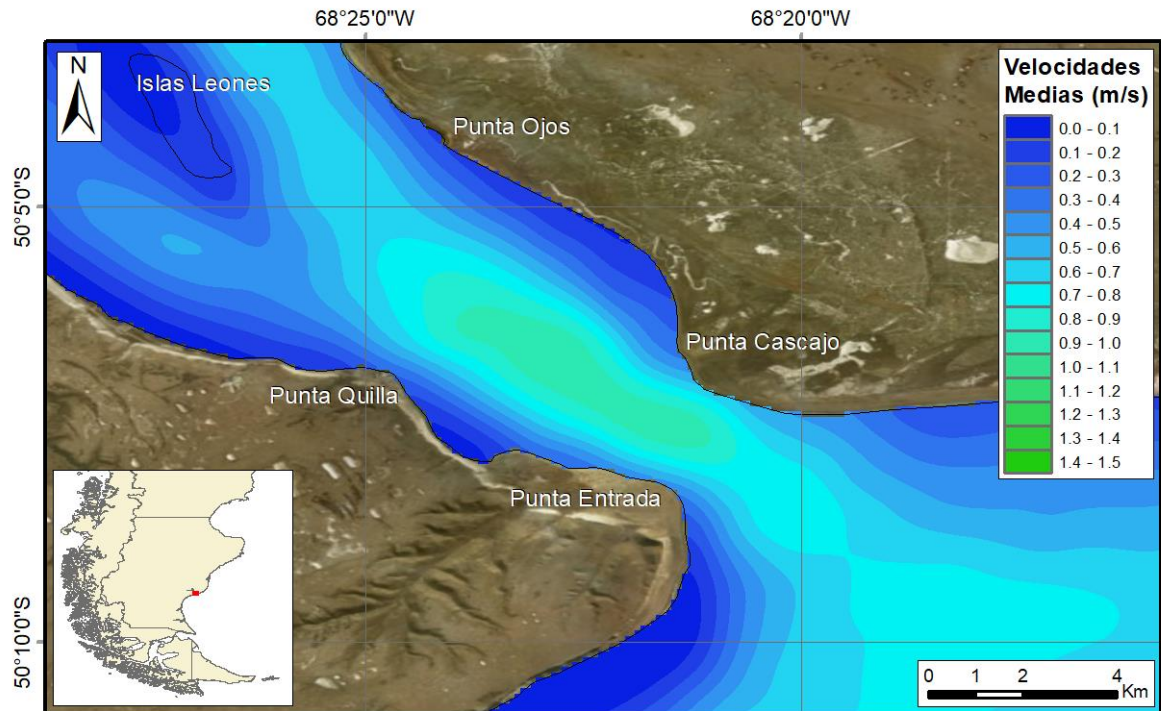 68°25'0"W
68°20'0"W
N
Islas Leones
Punta Ojos
Velocidades
Medias (m/s)
0.0 - 0.1
0.1 - 0.2
0.2 - 0.3
0.3 - 0.4
0.4 - 0.5
0.5 - 0.6
0.6 - 0.7
0.7 - 0.8
0.8 - 0.9
0.9 - 1.0
1.0 - 1.1
1.1 - 1.2
1.2 - 1.3
1.3 - 1.4
1.4 - 1.5
50°5'0"S
Punta Cascajo
Punta Quilla
Punta Entrada
50°10'0"S
0 1 2 4
Km